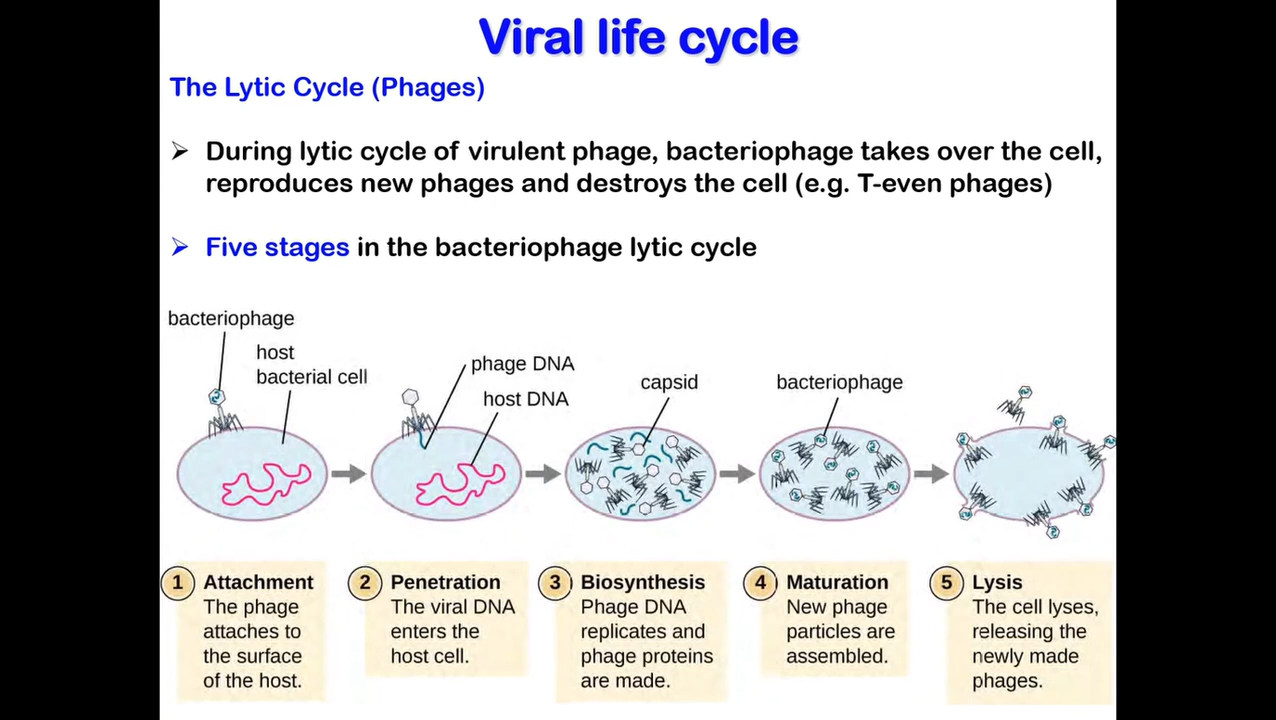 Viral life cycle
The Lytic Cycle (Phages)
During lytic cycle of virulent phage, bacteriophage takes over the cell,
reproduces new phages and destroys the cell (e.g. T-even phages)
Five stages in the bacteriophage lytic cycle
bacteriophage
host
bacterial cell
phage DNA
host DNA
capsid
bacteriophage
1 Attachment
The phage
attaches to
the surface
of the host.
2 Penetration
The viral DNA
enters the
host cell.
3 Biosynthesis
Phage DNA
replicates and
phage proteins
are made.
4 Maturation
New phage
particles are
assembled.
5 Lysis
The cell lyses,
releasing the
newly made
phages.